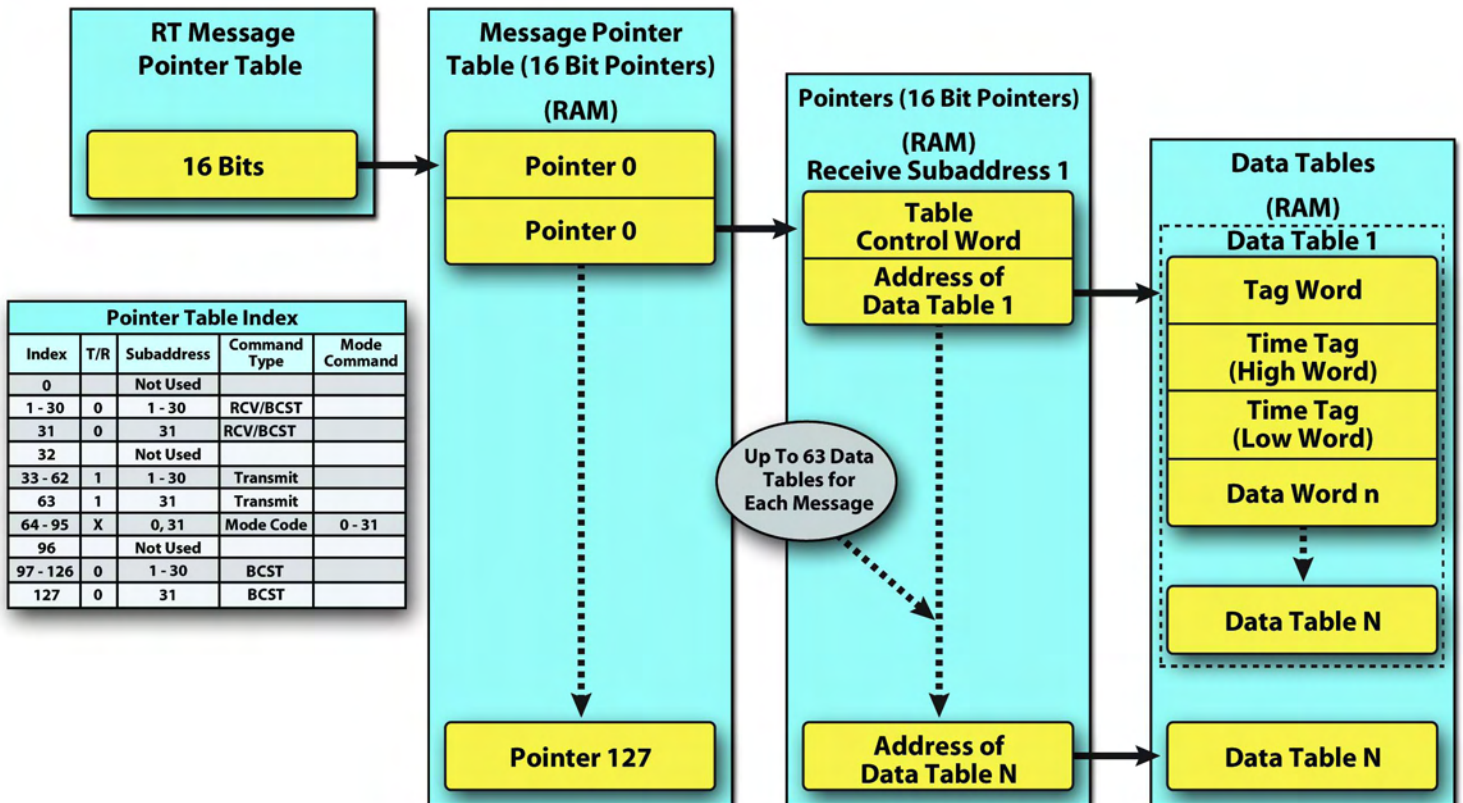 RT Message
Pointer Table
16 Bits
Message Pointer
Table (16 Bit Pointers)
(RAM)
Pointer 0
Pointer 0
Pointer 127
Pointers (16 Bit Pointers)
(RAM)
Receive Subaddress 1
Table
Control Word
Address of
Data Table 1
Up To 63 Data
Tables for
Each Message
Address of
Data Table N
Data Tables
(RAM)
Data Table 1
Tag Word
Time Tag
(High Word)
Time Tag
(Low Word)
Data Word n
Data Table N
Data Table N
Pointer Table Index
Index T/R Subaddress Command Type Mode Command
0 Not Used
1 - 30 0 1 - 30 RCV/BCST
31 0 31 RCV/BCST
32 Not Used
33 - 62 1 1 - 30 Transmit
63 1 31 Transmit
64 - 95 X 0, 31 Mode Code 0 - 31
96 Not Used
97 - 126 0 1 - 30 BCST
127 0 31 BCST